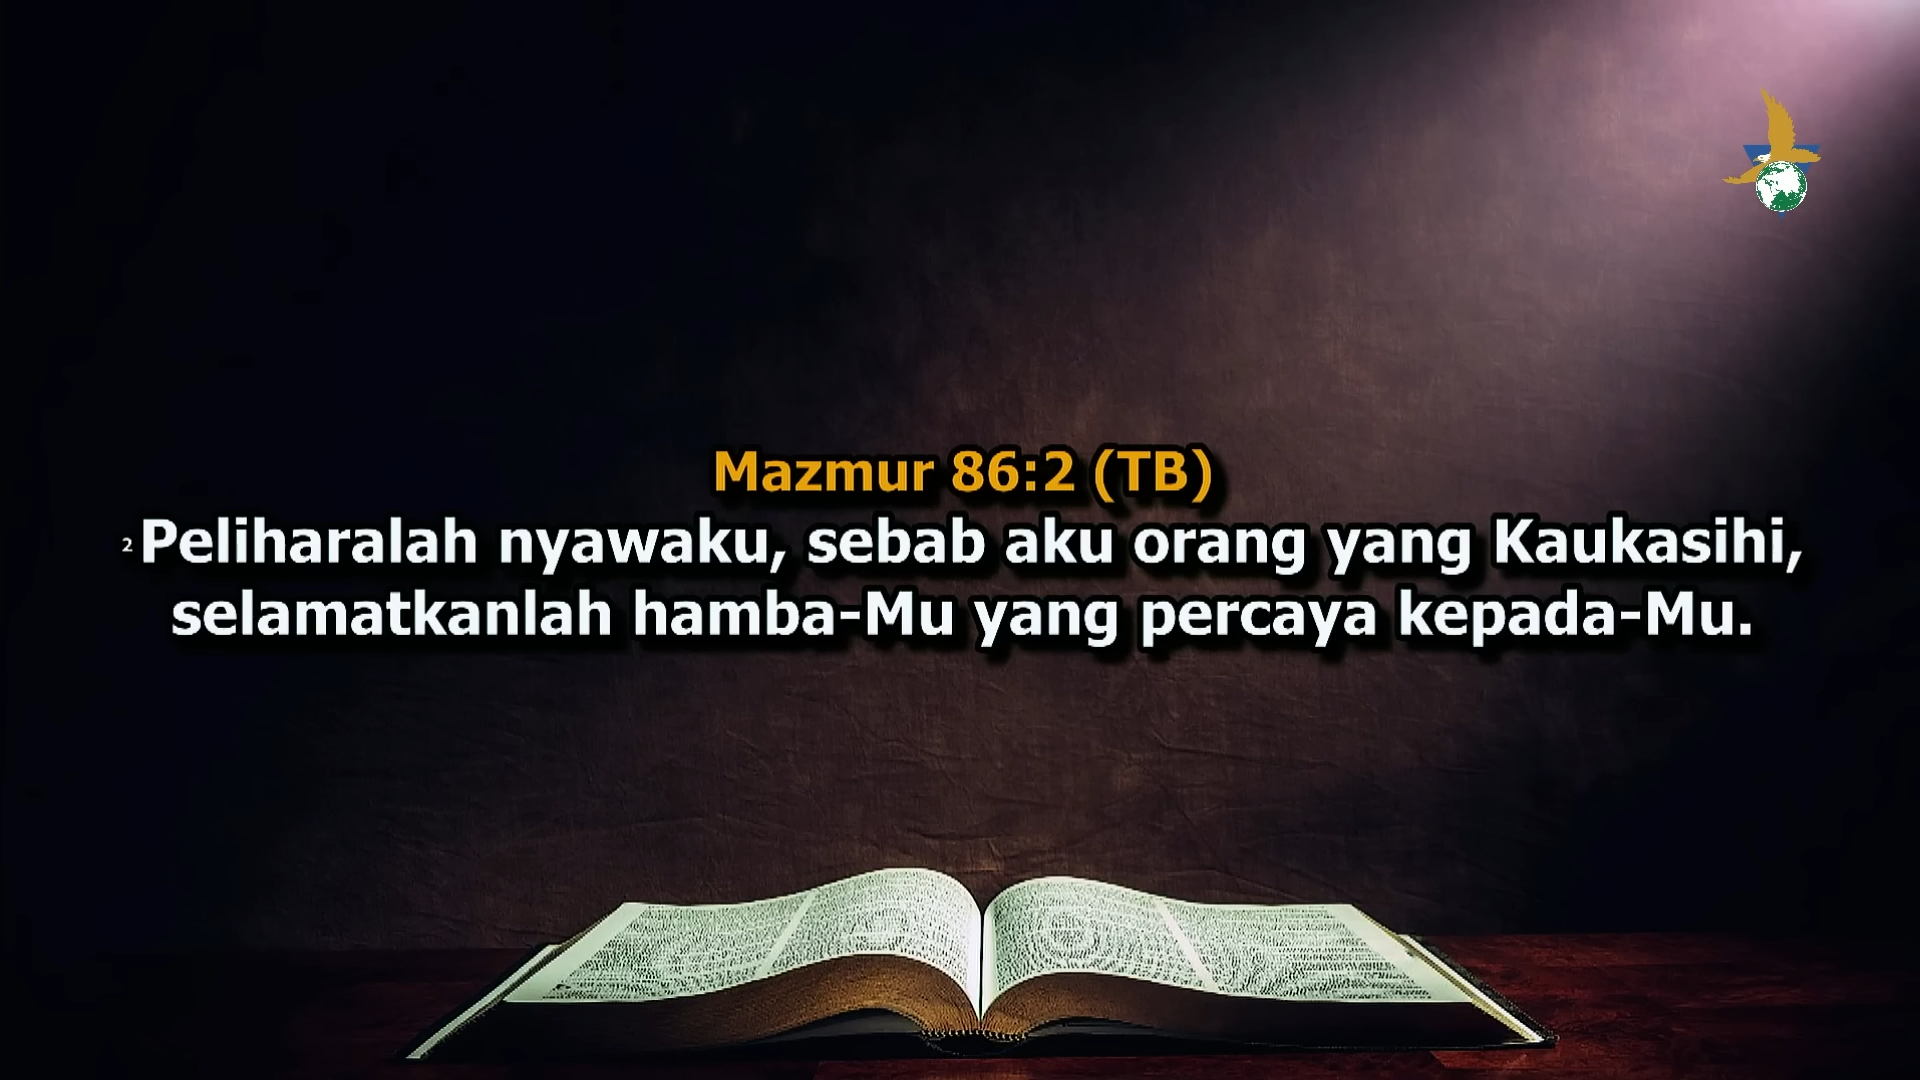 Mazmur 86:2 (TB)
2 Peliharalah nyawaku, sebab aku orang yang Kaukasihi,
selamatkanlah hamba-Mu yang percaya kepada-Mu.